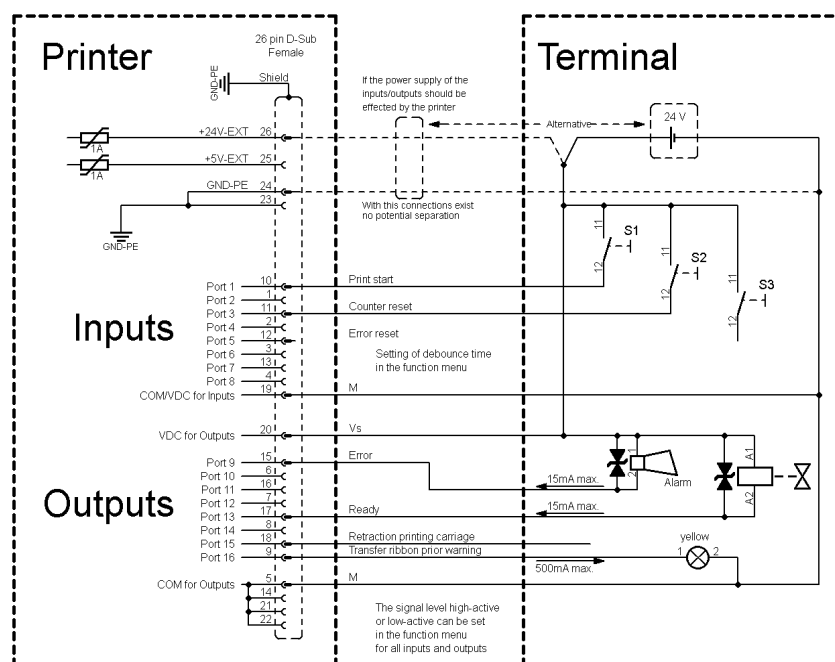 Printer
26 pin D-Sub
Female
Terminal
Shield
GND-PE
If the power supply of the
inputs/outputs should be
effected by the printer
Alternative
24 V
+24V-EXT 26
1A
+5V-EXT 25
1A
GND-PE 24
23
GND-PE
With this connections exist
no potential separation
11
S1
12
11
S2
12
11
S3
12
Inputs
Port 1 10 Print start
Port 2 1
Port 3 11 Counter reset
Port 4 2
Port 5 12 Error reset
Port 6 3
Port 7 13
Port 8 4
COM/VDC for Inputs 19 M
Setting of debounce time
in the function menu
VDC for Outputs 20 Vs
Outputs
Port 9 15 Error
Port 10 6
Port 11 16
Port 12 7
Port 13 17 Ready
Port 14 8
Port 15 18 Retraction printing carriage
Port 16 9 Transfer ribbon prior warning
COM for Outputs 5 M
14
21
22
15mA max.
1
2
Alarm
A1
A2
15mA max.
500mA max.
yellow
1 2
The signal level high-active
or low-active can be set
in the function menu
for all inputs and outputs